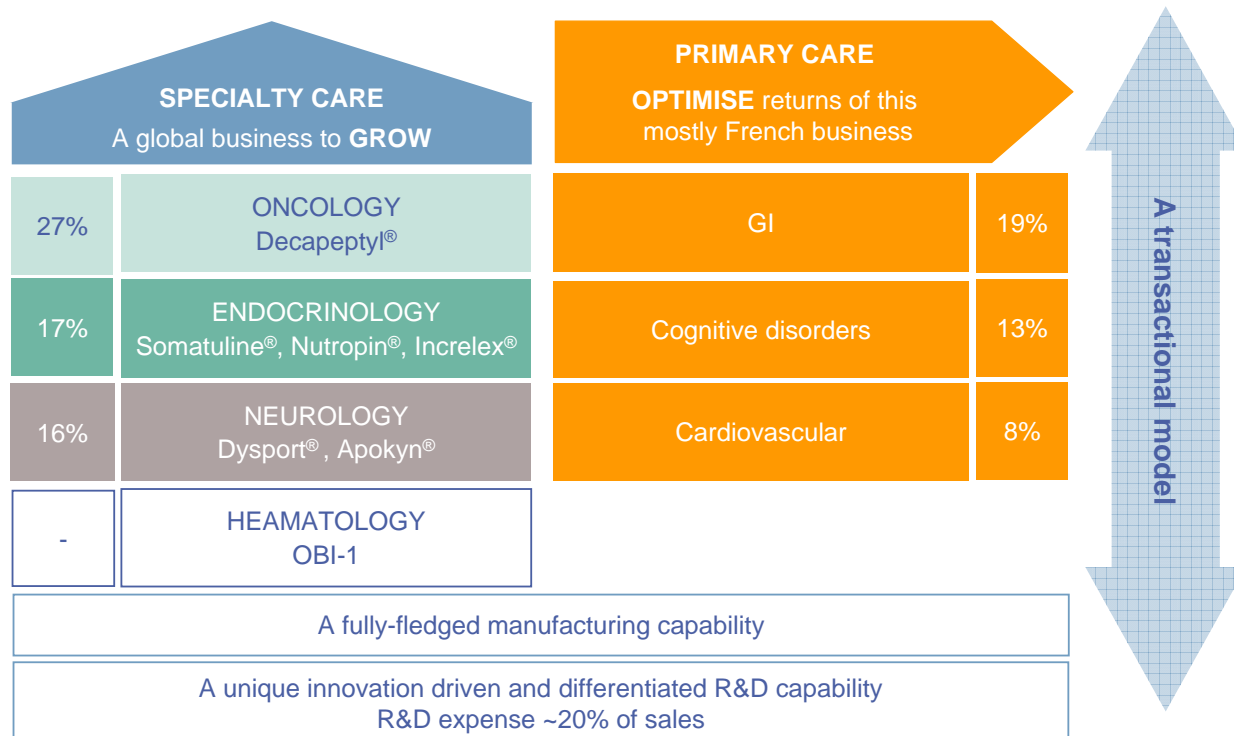 SPECIALTY CARE
A global business to GROW
PRIMARY CARE
OPTIMISE returns of this
mostly French business
27%
ONCOLOGY
Decapeptyl®
GI
19%
17%
ENDOCRINOLOGY
Somatuline®, Nutropin®, Increlex®
Cognitive disorders
13%
16%
NEUROLOGY
Dysport® , Apokyn®
Cardiovascular
8%
-
HEAMATOLOGY
OBI-1
A fully-fledged manufacturing capability
A unique innovation driven and differentiated R&D capability
R&D expense ~20% of sales
A transactional model